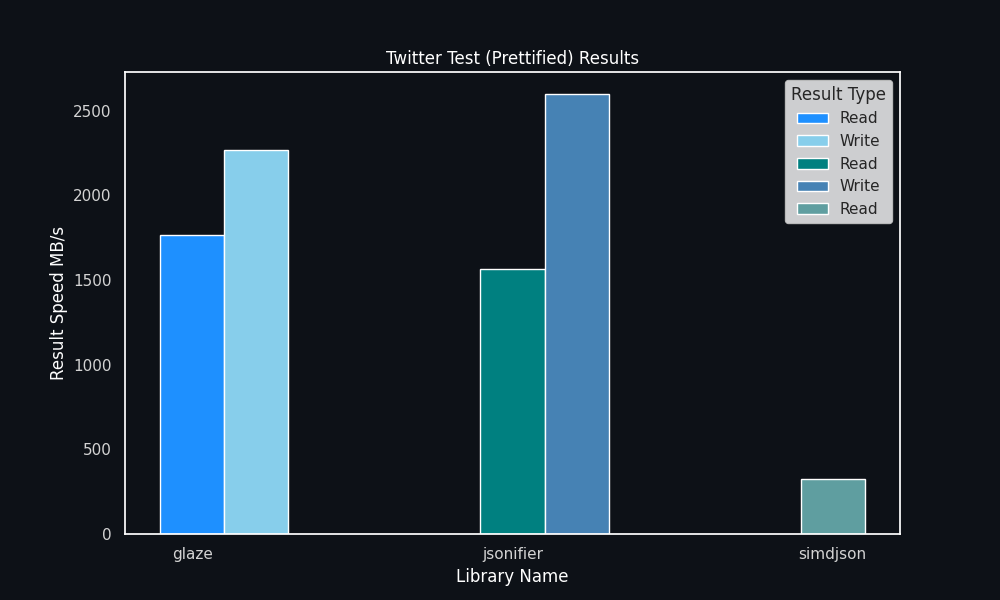 Twitter Test (Prettified) Results
Result Type
Read
Write
Read
Write
Read
2500
2000
1500
1000
500
0
Result Speed MB/s
glaze
jsonifier
simdjson
Library Name